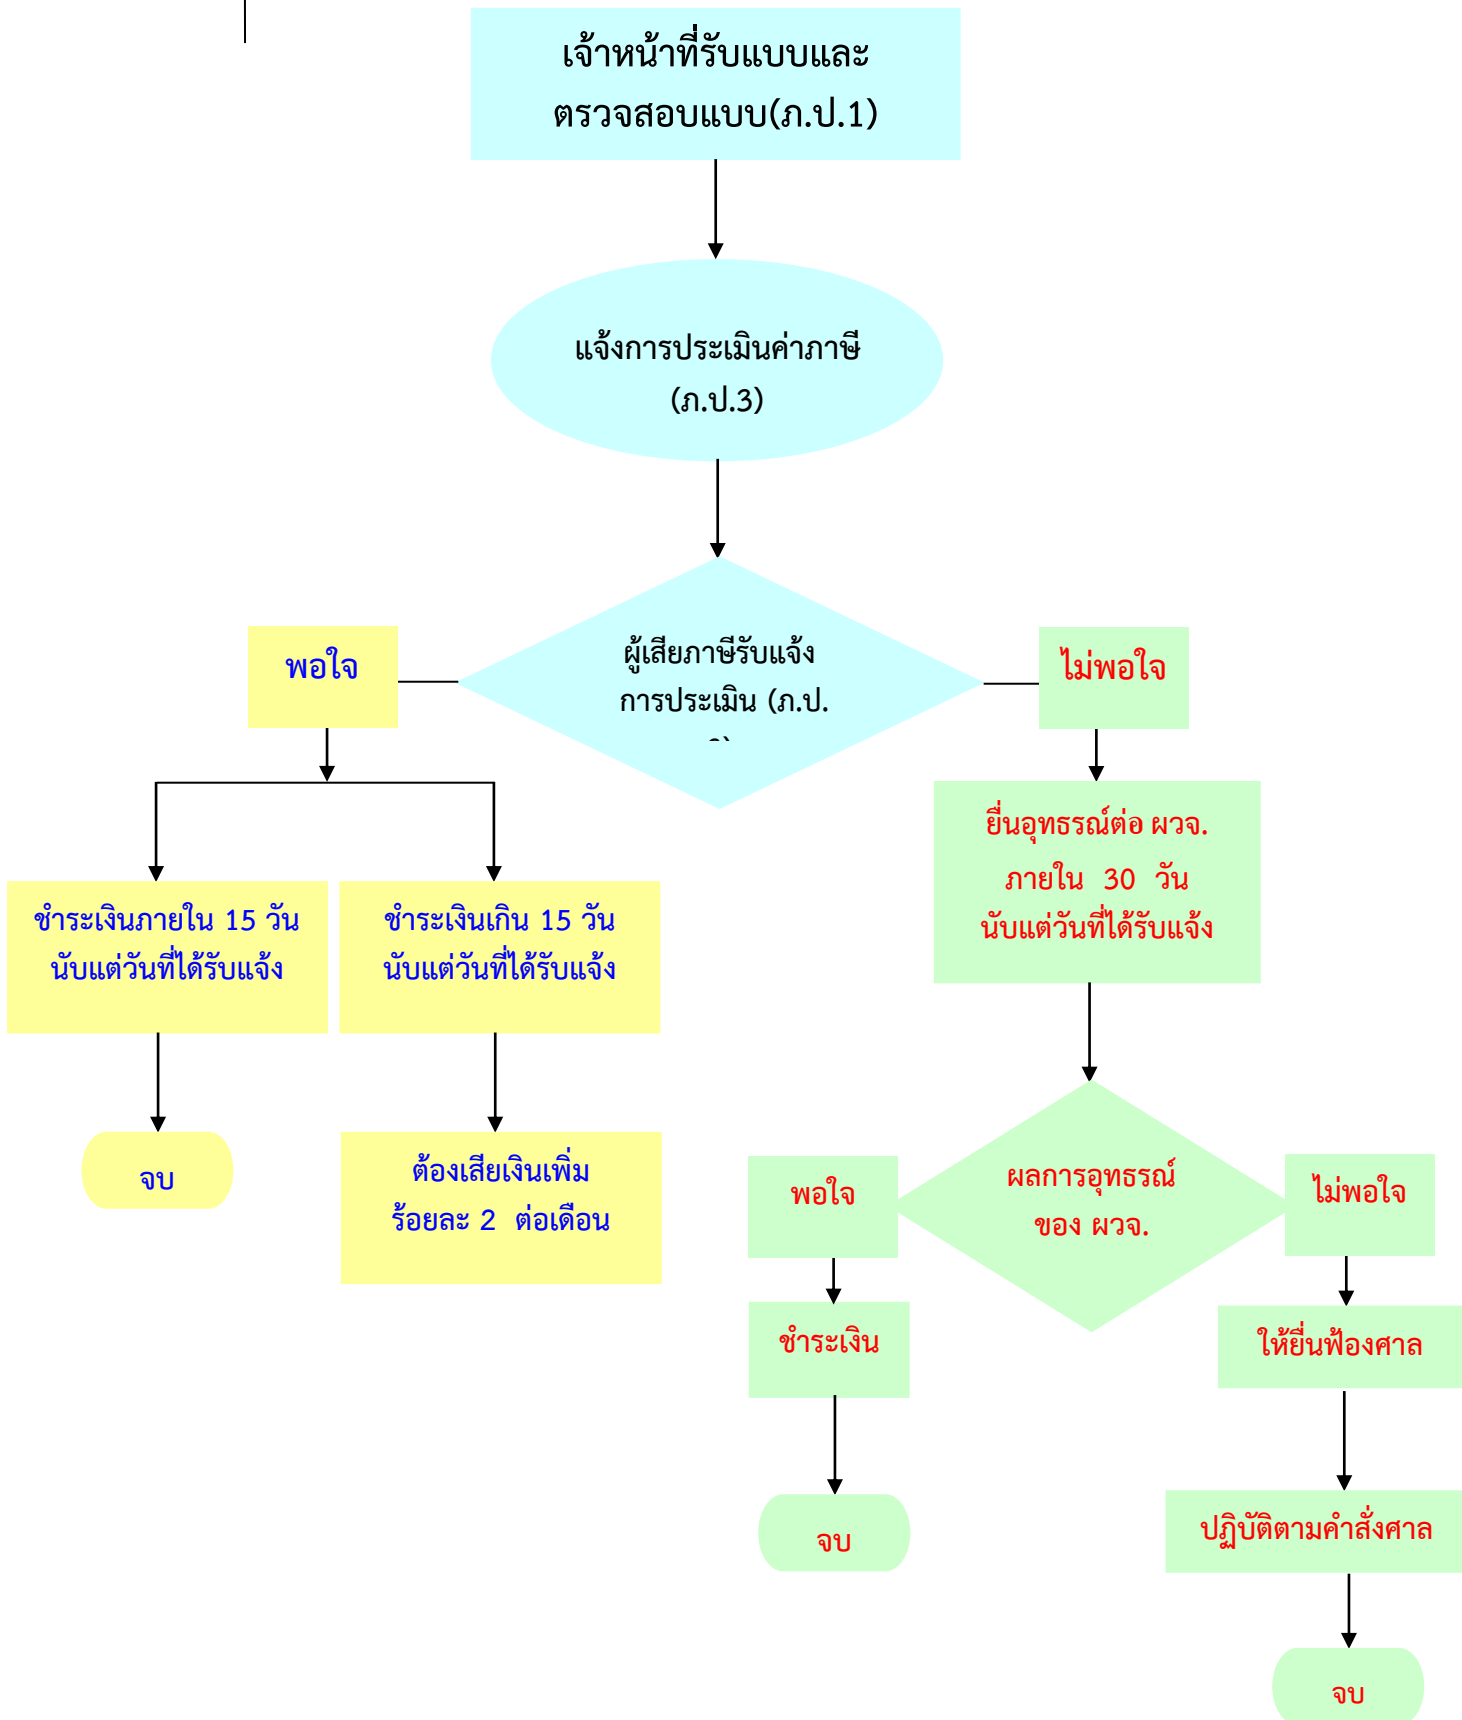 เจ้าหน้าที่รับแบบและ
ตรวจสอบแบบ(ภ.ป.1)
แจ้งการประเมินค่าภาษี
(ภ.ป.3)
ผู้เสียภาษีรับแจ้ง
การประเมิน (ภ.ป.
พอใจ
ไม่พอใจ
ชำระเงินภายใน 15 วัน
นับแต่วันที่ได้รับแจ้ง
ชำระเงินเกิน 15 วัน
นับแต่วันที่ได้รับแจ้ง
ยื่นอุทธรณ์ต่อ ผวจ.
ภายใน 30 วัน
นับแต่วันที่ได้รับแจ้ง
จบ
ต้องเสียเงินเพิ่ม
ร้อยละ 2 ต่อเดือน
พอใจ
ผลการอุทธรณ์
ของ ผวจ.
ไม่พอใจ
ชำระเงิน
ให้ยื่นฟ้องศาล
จบ
ปฏิบัติตามคำสั่งศาล
จบ